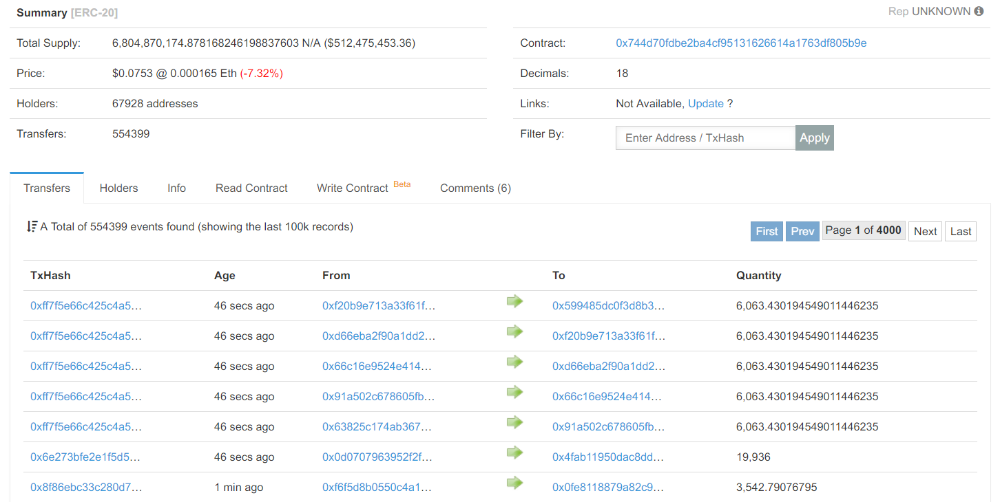 Summary [ERC-20]
Rep UNKNOWN
Total Supply: 6,804,870,174.878168246198837603 N/A ($512,475,453.36)
Contract: 0x744d70fdbe2ba4cf95131626614a1763df805b9e
Price: $0.0753 @ 0.000165 Eth (-7.32%)
Decimals: 18
Holders: 67928 addresses
Links: Not Available, Update ?
Transfers: 554399
Filter By: Enter Address / TxHash Apply
Transfers Holders Info Read Contract Write Contract Beta Comments (6)
A Total of 554399 events found (showing the last 100k records)
First Prev Page 1 of 4000 Next Last
TxHash Age From To Quantity
0xff7f5e66c425c4a5… 46 secs ago 0xf20b9e713a33f61f… 0x599485dc0f3d8b3… 6,063.430194549011446235
0xff7f5e66c425c4a5… 46 secs ago 0xd66eba2f90a1dd2… 0xf20b9e713a33f61f… 6,063.430194549011446235
0xff7f5e66c425c4a5… 46 secs ago 0x66c16e9524e414… 0xd66eba2f90a1dd2… 6,063.430194549011446235
0xff7f5e66c425c4a5… 46 secs ago 0x91a502c678605fb… 0x66c16e9524e414… 6,063.430194549011446235
0xff7f5e66c425c4a5… 46 secs ago 0x63825c174ab367… 0x91a502c678605fb… 6,063.430194549011446235
0x6e273bfe2e1f5d5… 46 secs ago 0x0d0707963952f2f… 0x4fab11950dac8dd… 19,936
0x8f86ebc33c280d7… 1 min ago 0xf6f5d8b0550c4a1… 0x0fe8118879a82c9… 3,542.79076795